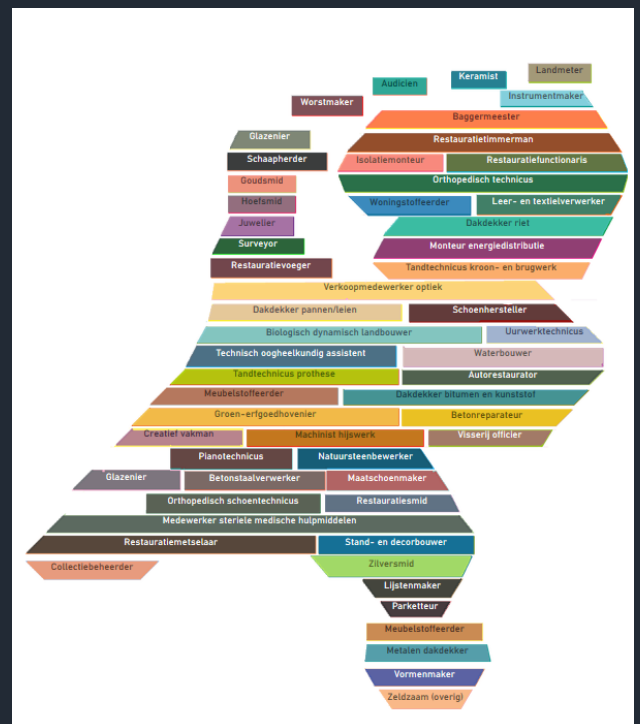 Landmeter
Keramist
Audicien
Instrumentmaker
Worstmaker
Baggermeester
Glazenier
Restauratietimmerman
Schaapherder
Isolatiemonteur
Restauratiefunctionaris
Goudsmid
Orthopedisch technicus
Hoefsmid
Woningstoffeerder
Leer- en textielverwerker
Juwelier
Dakdekker riet
Surveyor
Monteur energiedistributie
Restauratievoeger
Tandtechnicus kroon- en brugwerk
Verkoopmedewerker optiek
Dakdekker pannen/leien
Schoenhersteller
Biologisch dynamisch landbouwer
Uurwerktechnicus
Technisch oogheelkundig assistent
Waterbouwer
Tandtechnicus prothese
Autorestaurator
Meubelstoffeerder
Dakdekker bitumen en kunststof
Groen-erfgoedhovenier
Betonreparateur
Creatief vakman
Machinist hijswerk
Visserij officier
Pianotechnicus
Natuursteenbewerker
Glazenier
Betonstaalverwerker
Maatschoenmaker
Orthopedisch schoentechnicus
Restauratiesmid
Medewerker steriele medische hulpmiddelen
Restauratiemetselaar
Stand- en decorbouwer
Collectiebeheerder
Zilversmid
Lijstenmaker
Parketteur
Meubelstoffeerder
Metalen dakdekker
Vormenmaker
Zeldzaam (overig)